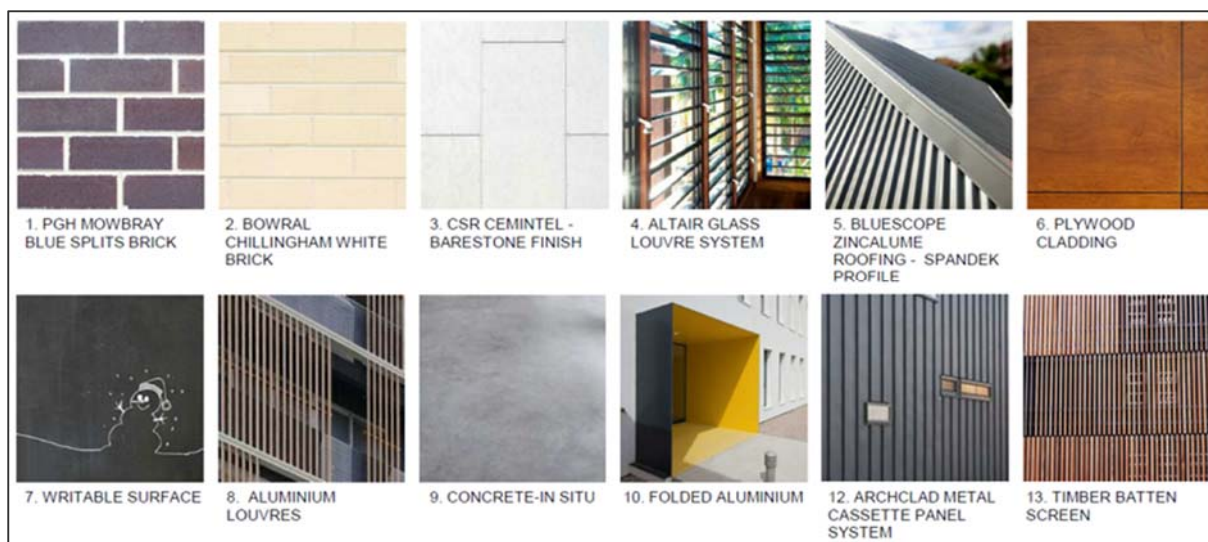 1. PGH MOWBRAY
BLUE SPLITS BRICK
2. BOWRAL
CHILLINGHAM WHITE
BRICK
3. CSR CEMINTEL -
BARESTONE FINISH
4. ALTAIR GLASS
LOUVRE SYSTEM
5. BLUESCOPE
ZINCALUME
ROOFING - SPANDEK
PROFILE
6. PLYWOOD
CLADDING
7. WRITABLE SURFACE
8. ALUMINIUM
LOUVRES
9. CONCRETE-IN SITU
10. FOLDED ALUMINIUM
12. ARCHCLAD METAL
CASSETTE PANEL
SYSTEM
13. TIMBER BATTEN
SCREEN